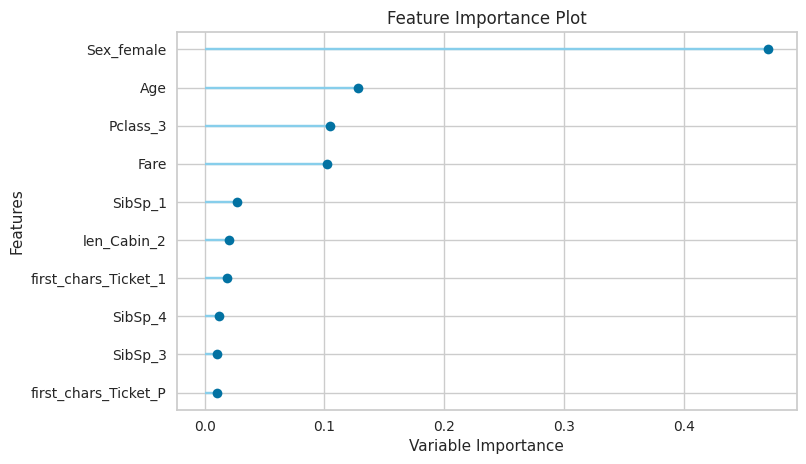 Feature Importance Plot
Features
Sex_female
Age
Pclass_3
Fare
SibSp_1
len_Cabin_2
first_chars_Ticket_1
SibSp_4
SibSp_3
first_chars_Ticket_P
0.0 0.1 0.2 0.3 0.4
Variable Importance